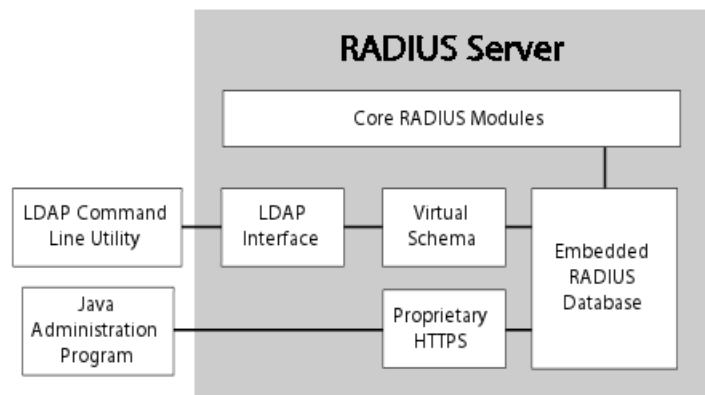 RADIUS Server
Core RADIUS Modules
LDAP Command
Line Utility
LDAP
Interface
Virtual
Schema
Embedded
RADIUS
Database
Java
Administration
Program
Proprietary
HTTPS